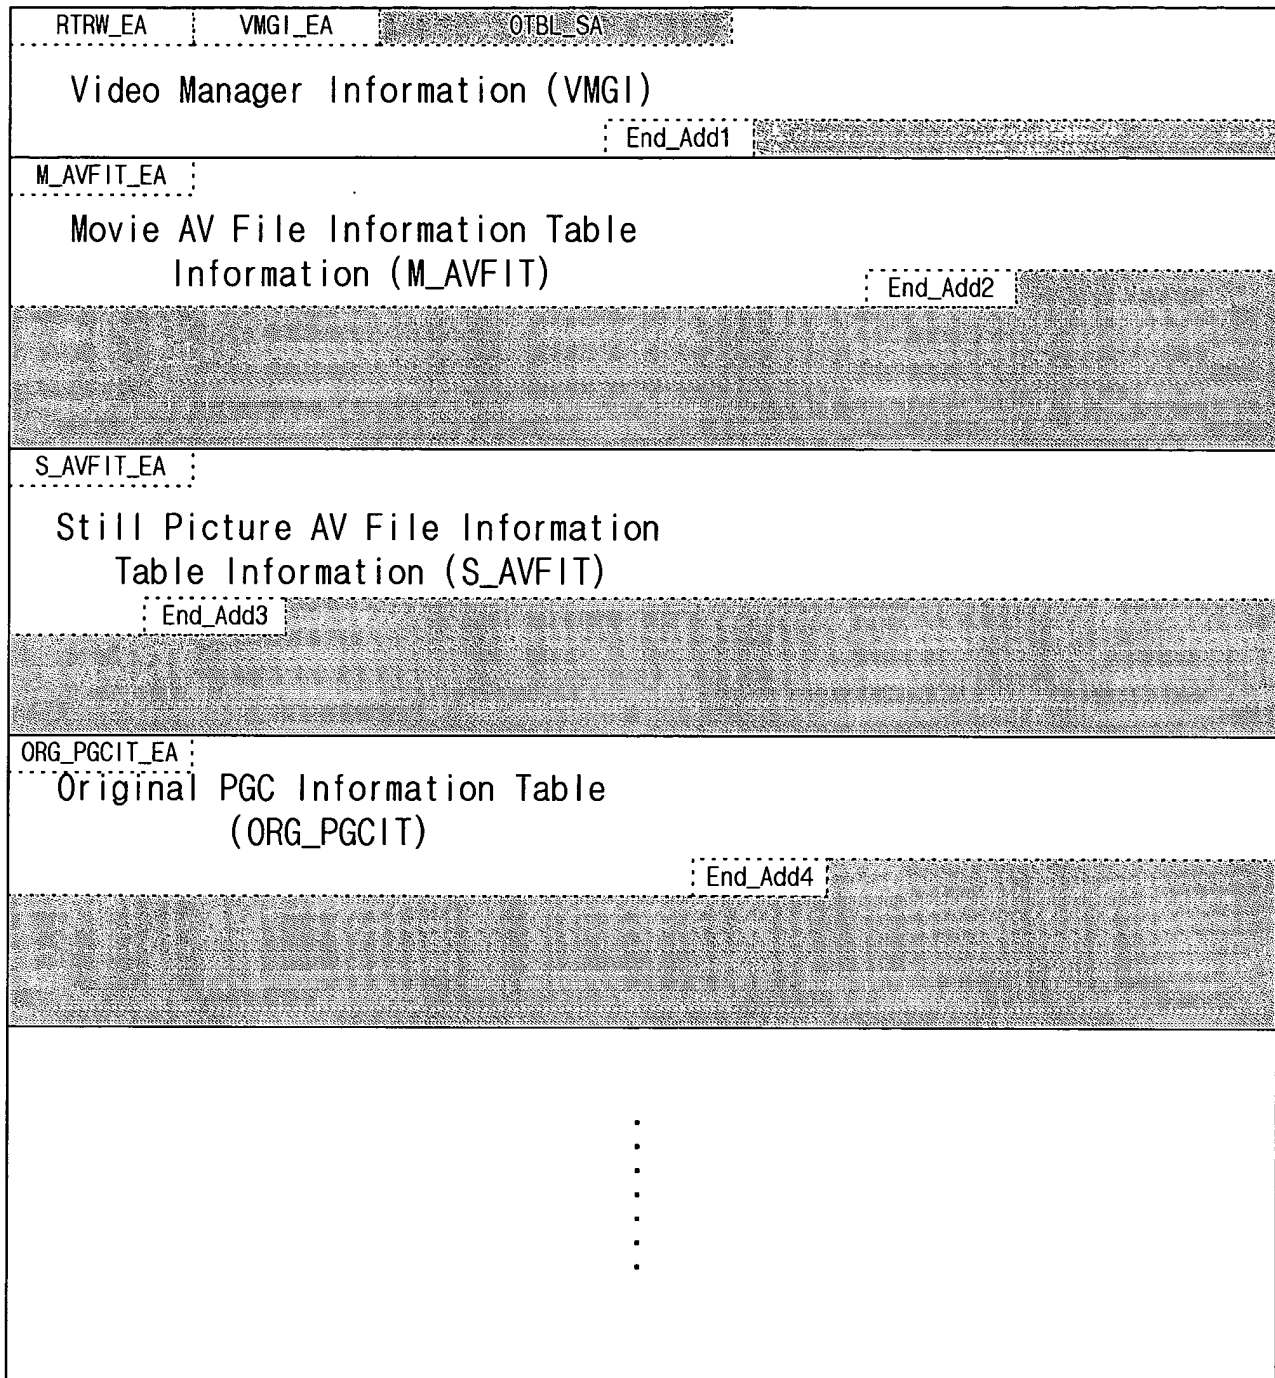 RTRW_EA VMGI_EA OTBL_SA
Video Manager Information (VMGI)
End_Add1
M_AVFIT_EA
Movie AV File Information Table
Information (M_AVFIT)
End_Add2
S_AVFIT_EA
Still Picture AV File Information
Table Information (S_AVFIT)
End_Add3
ORG_PGCIT_EA
Original PGC Information Table
(ORG_PGCIT)
End_Add4